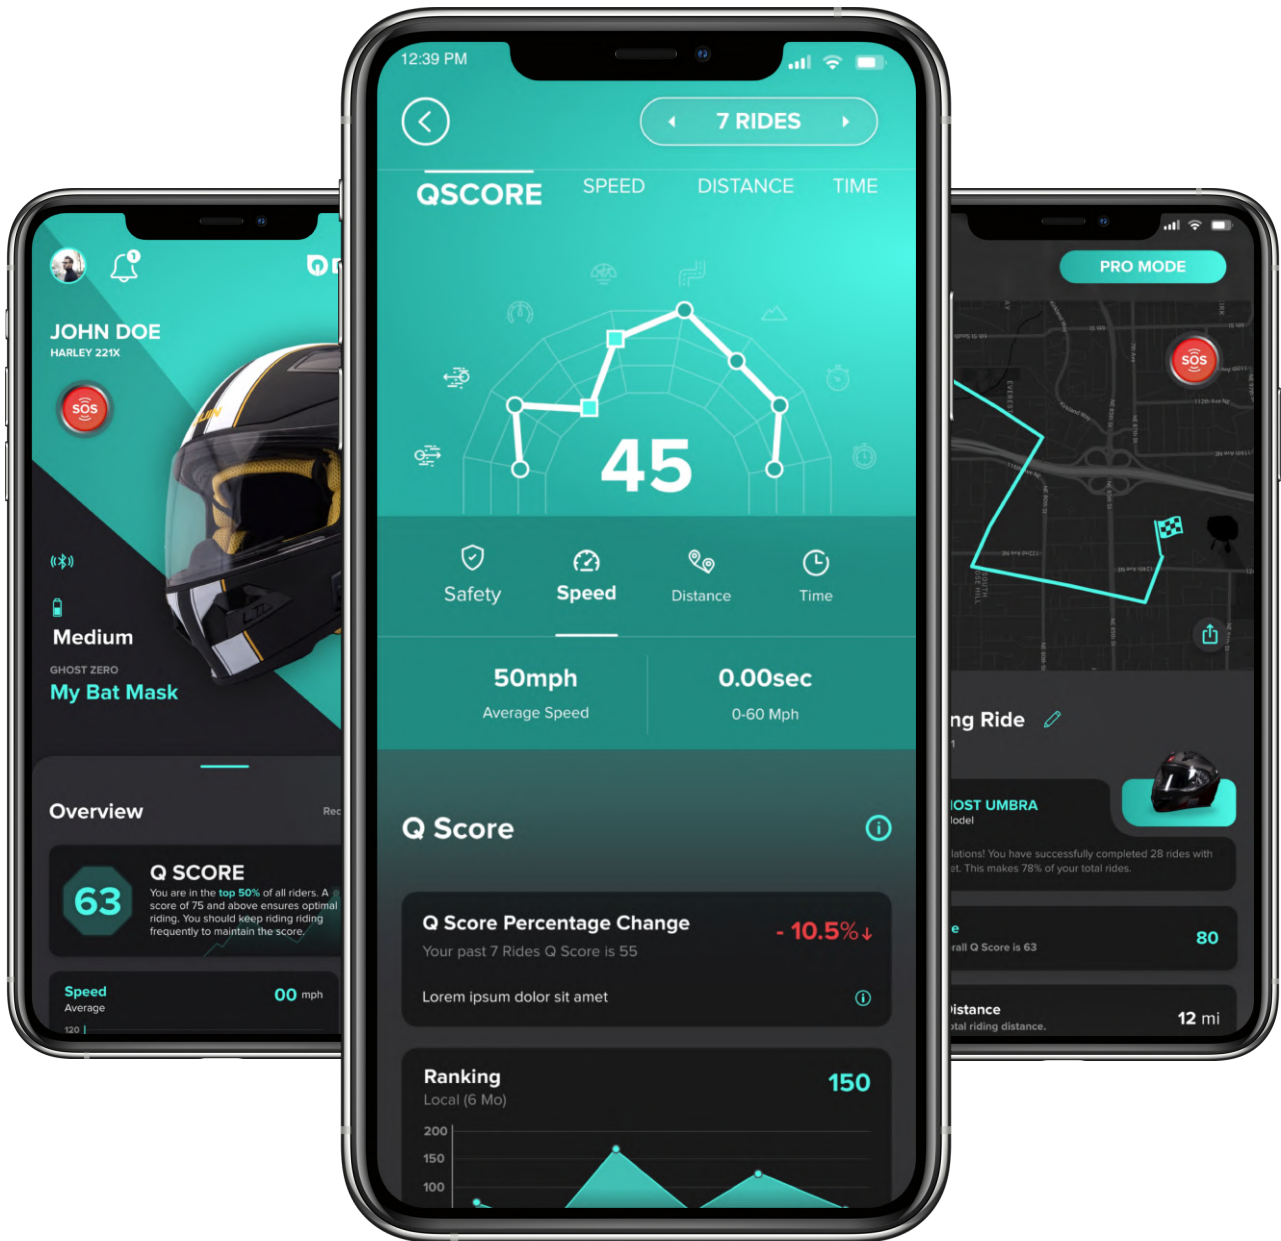 JOHN DOE
HARLEY 221X
SOS
Medium
GHOST ZERO
My Bat Mask
Overview
63
Q SCORE
You are in the top 50% of all riders. A
score of 75 and above ensures optimal
riding. You should keep riding riding
frequently to maintain the score.
Speed
00 mph
Average
120
12:39 PM
7 RIDES
QSCORE SPEED DISTANCE TIME
45
Safety Speed Distance Time
50mph 0.00sec
Average Speed 0-60 Mph
Q Score
Q Score Percentage Change
- 10.5%↓
Your past 7 Rides Q Score is 55
Lorem ipsum dolor sit amet
Ranking
150
Local (6 Mo)
200
150
100
PRO MODE
SOS
ng Ride
OST UMBRA
odel
lations! You have successfully completed 28 rides with
et. This makes 78% of your total rides.
e
80
rall Q Score is 63
istance
12 mi
otal riding distance.